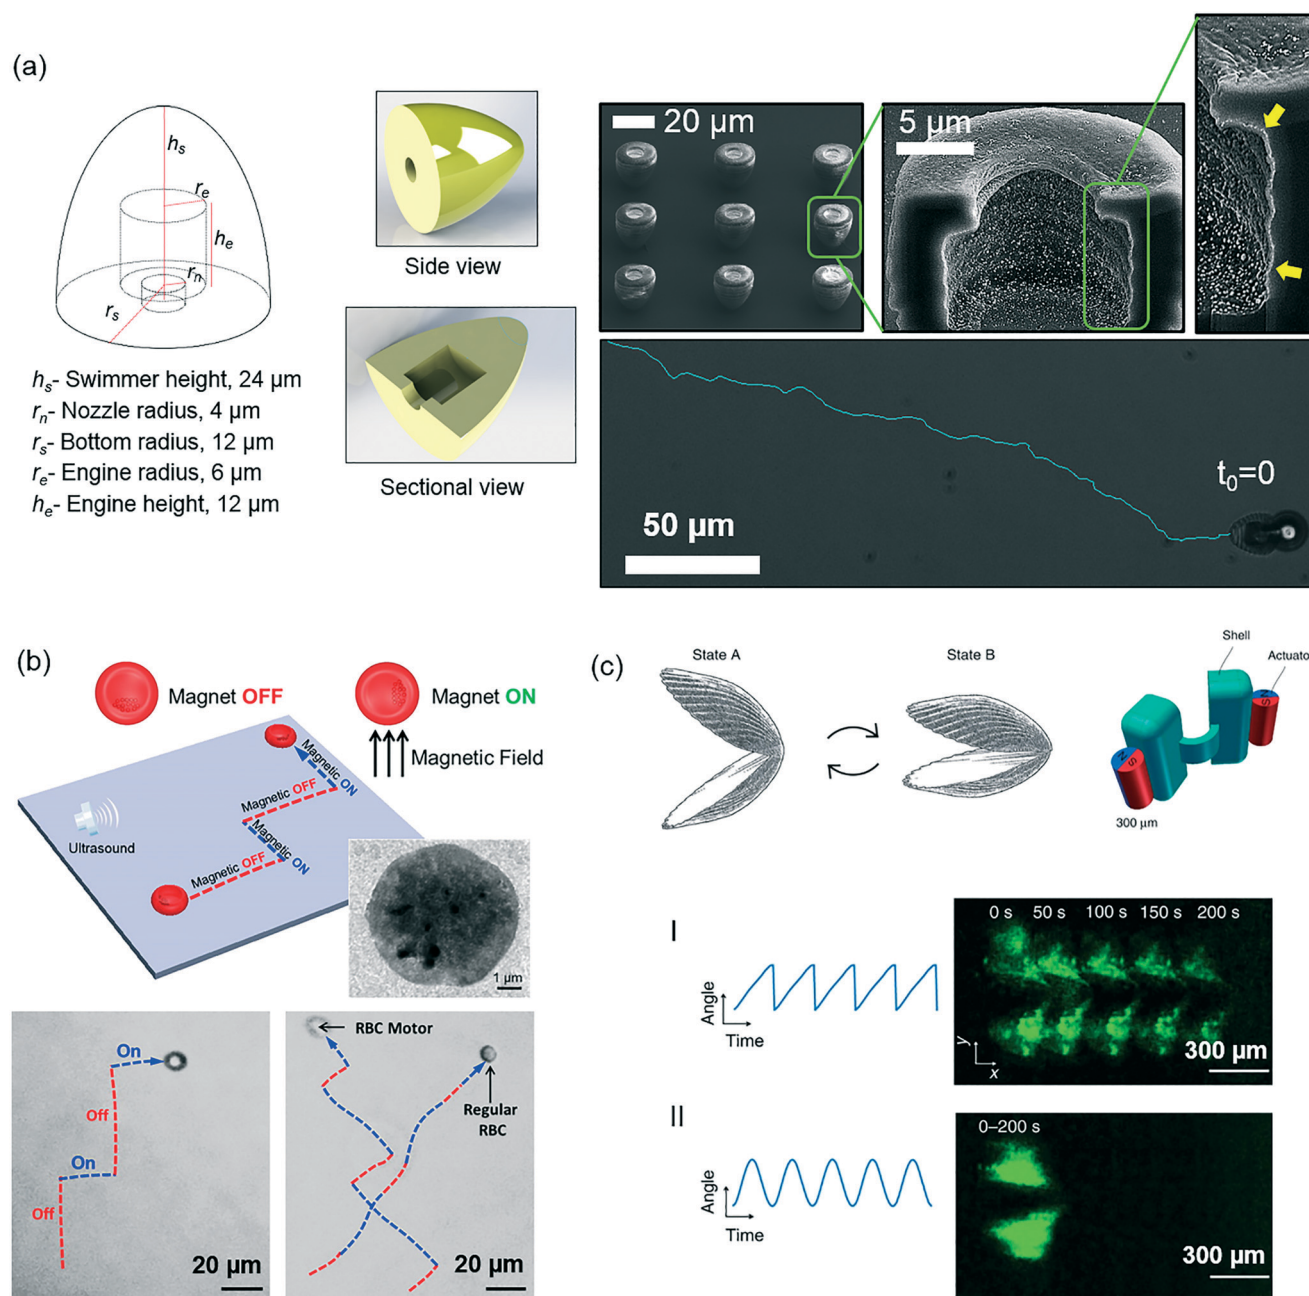 (a)
hs
re
he
rn
rs
hs- Swimmer height, 24 µm
rn- Nozzle radius, 4 µm
rs- Bottom radius, 12 µm
re- Engine radius, 6 µm
he- Engine height, 12 µm
Side view
Sectional view
20 µm
5 µm
t0=0
50 µm
(b)
Magnet OFF
Magnet ON
Magnetic Field
Ultrasound
Magnetic ON
Magnetic OFF
Magnetic ON
Magnetic OFF
1 µm
On
Off
On
Off
20 µm
RBC Motor
Regular
RBC
20 µm
(c)
State A
State B
Shell
Actuato
N
S
N
S
300 µm
I
Angle
Time
0 s
50 s
100 s
150 s
200 s
y
x
300 µm
II
Angle
Time
0–200 s
300 µm